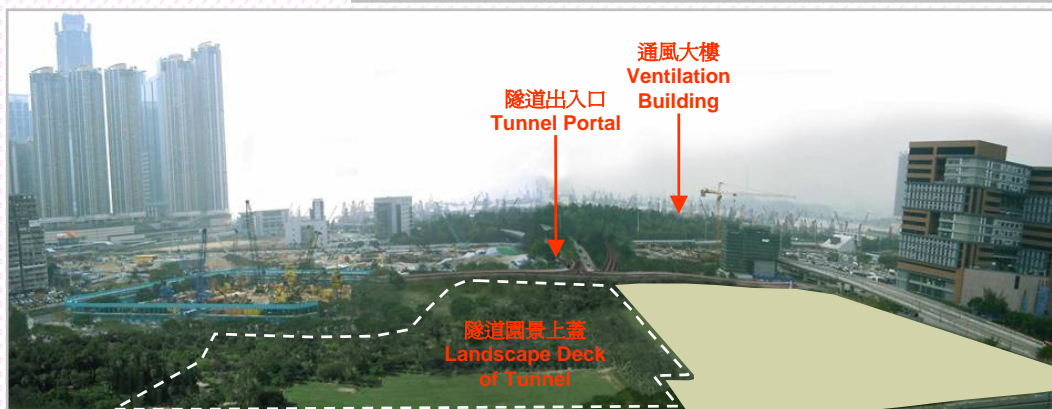 通風大樓
Ventilation
Building
隧道出入口
Tunnel Portal
隧道園景上蓋
Landscape Deck
of Tunnel